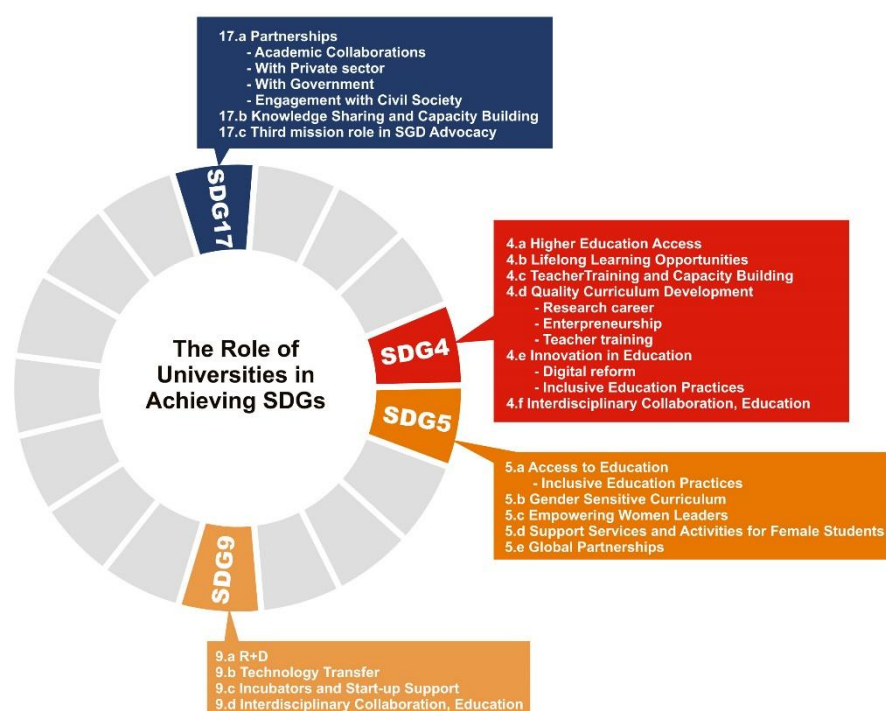 17.a Partnerships
- Academic Collaborations
- With Private sector
- With Government
- Engagement with Civil Society
17.b Knowledge Sharing and Capacity Building
17.c Third mission role in SGD Advocacy
SDG17
4.a Higher Education Access
4.b Lifelong Learning Opportunities
4.c TeacherTraining and Capacity Building
4.d Quality Curriculum Development
- Research career
- Enterpreneurship
- Teacher training
4.e Innovation in Education
- Digital reform
- Inclusive Education Practices
4.f Interdisciplinary Collaboration, Education
SDG4
The Role of
Universities in
Achieving SDGs
SDG5
5.a Access to Education
- Inclusive Education Practices
5.b Gender Sensitive Curriculum
5.c Empowering Women Leaders
5.d Support Services and Activities for Female Students
5.e Global Partnerships
SDG9
9.a R+D
9.b Technology Transfer
9.c Incubators and Start-up Support
9.d Interdisciplinary Collaboration, Education